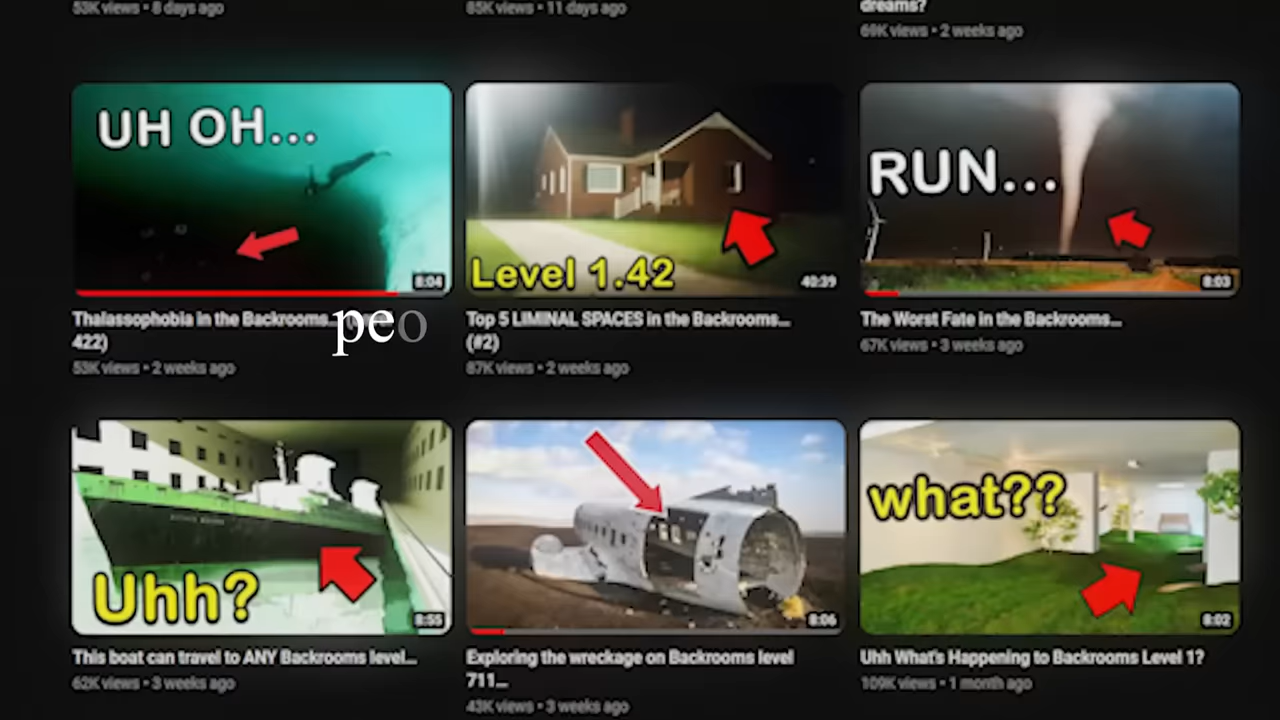 53K views • 8 days ago
85K views • 11 days ago
dreams?
69K views • 2 weeks ago
UH OH...
8:04
Level 1.42
40:39
RUN...
8:03
Thalassophobia in the Backrooms...
422)
53K views • 2 weeks ago
peo
Top 5 LIMINAL SPACES in the Backrooms...
(#2)
87K views • 2 weeks ago
The Worst Fate in the Backrooms...
67K views • 3 weeks ago
Uhh?
8:55
8:06
what??
8:02
This boat can travel to ANY Backrooms level...
62K views • 3 weeks ago
Exploring the wreckage on Backrooms level
711...
43K views • 3 weeks ago
Uhh What's Happening to Backrooms Level 1?
109K views • 1 month ago